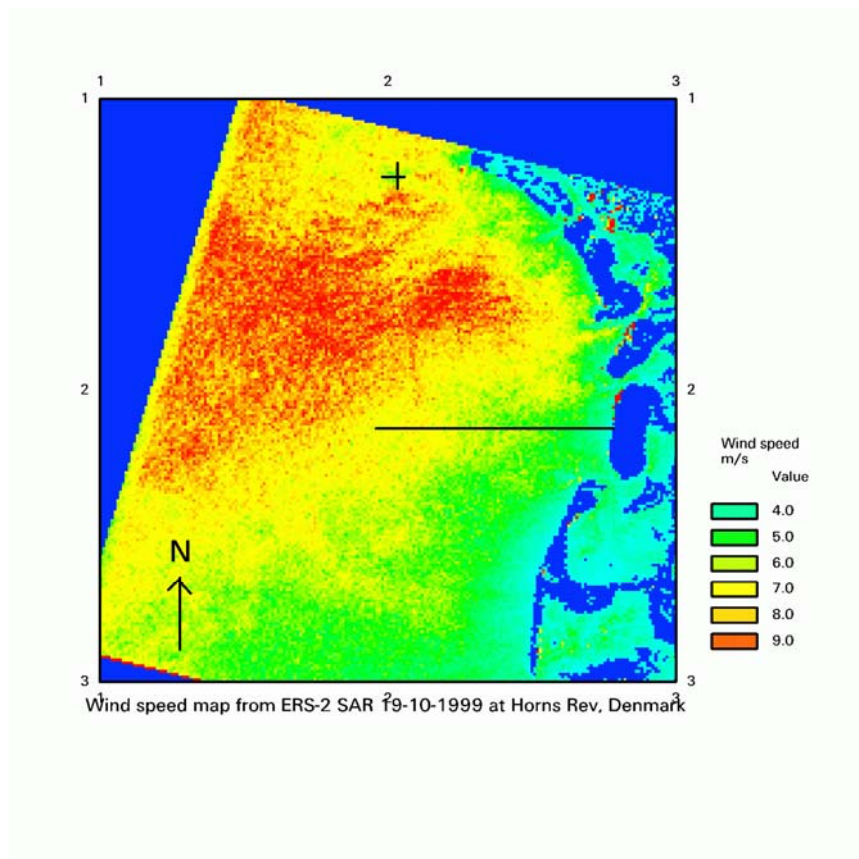 1 2 3
1 1
Wind speed
m/s
Value
2 2
4.0
5.0
6.0
N
7.0
8.0
9.0
3 3
1 2 3
Wind speed map from ERS-2 SAR 19-10-1999 at Horns Rev, Denmark